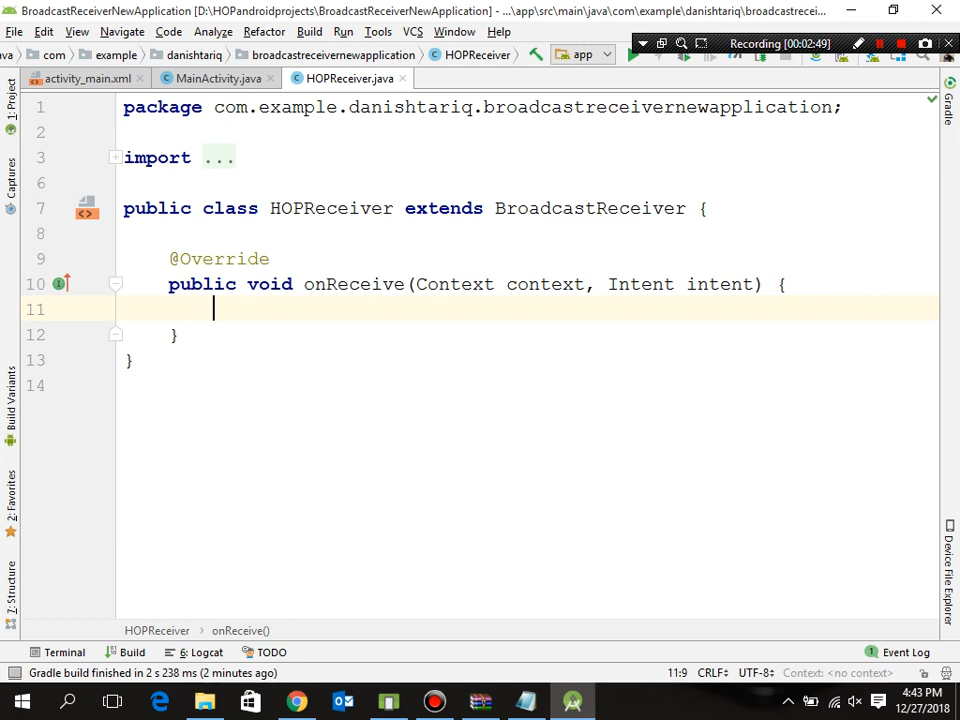 BroadcastReceiverNewApplication [D:\HOPandroidprojects\BroadcastReceiverNewApplication] - ...\app\src\main\java\com\example\danishtariq\broadcastrecei...
File Edit View Navigate Code Analyze Refactor Build Run Tools VCS Window Help
Recording [00:02:49]
va com example danishtariq broadcastreceivernewapplication HOPReceiver app
activity_main.xml MainActivity.java HOPReceiver.java
1: Project
Captures
Build Variants
2: Favorites
7: Structure
Gradle
Device File Explorer
1 package com.example.danishtariq.broadcastreceivernewapplication;
2
3 import ...
6
7 public class HOPReceiver extends BroadcastReceiver {
8
9 @Override
10 public void onReceive(Context context, Intent intent) {
11
12 }
13 }
14
HOPReceiver › onReceive()
Terminal Build 6: Logcat TODO 1 Event Log
Gradle build finished in 2 s 238 ms (2 minutes ago) 11:9 CRLF UTF-8 Context: <no context>
4:43 PM
12/27/2018